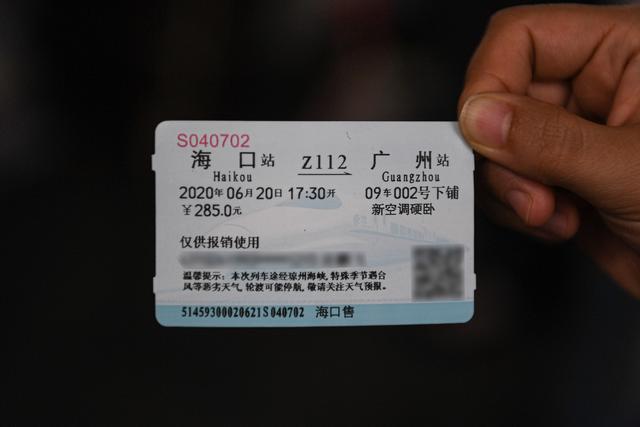 S040702
海口站 Z112 广州站
Haikou Guangzhou
2020年06月20日17:30开 09车002号下铺
￥285.0元 新空调硬卧
仅供报销使用
温馨提示：本次列车途经琼州海峡，特殊季节遇台
风等恶劣天气，轮渡可能停航，敬请关注天气预报。
51459300020621S040702 海口售